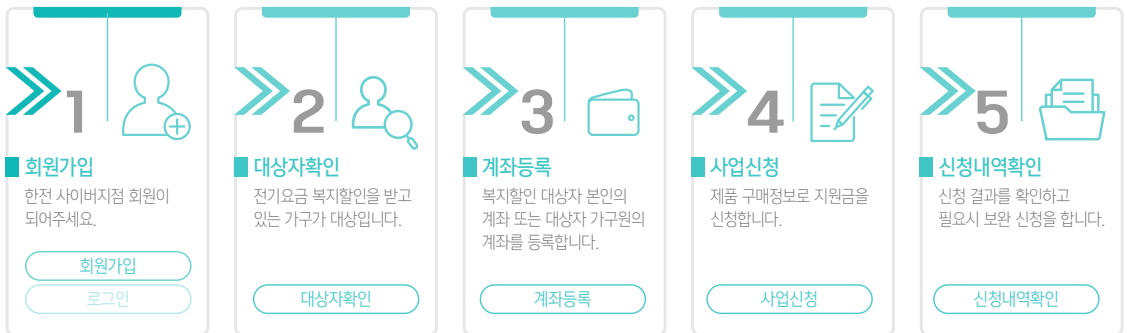 1
회원가입
한전 사이버지점 회원이
되어주세요.
회원가입
로그인
2
대상자확인
전기요금 복지할인을 받고
있는 가구가 대상입니다.
대상자확인
3
계좌등록
복지할인 대상자 본인의
계좌 또는 대상자 가구원의
계좌를 등록합니다.
계좌등록
4
사업신청
제품 구매정보로 지원금을
신청합니다.
사업신청
5
신청내역확인
신청 결과를 확인하고
필요시 보완 신청을 합니다.
신청내역확인